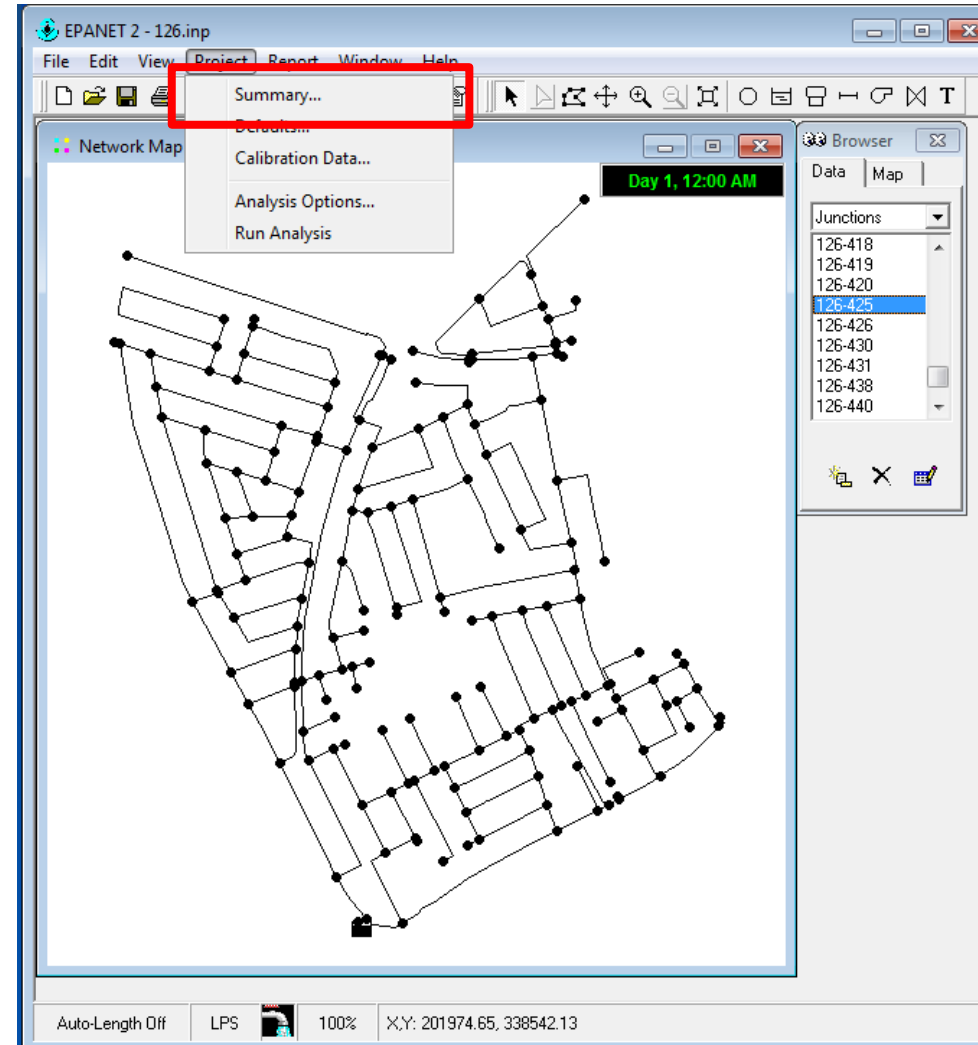 EPANET 2 - 126.inp
File Edit View Project Report Window Help
Summary...
T
Defaults...
Calibration Data...
Analysis Options...
Run Analysis
Network Map
Day 1, 12:00 AM
Browser
Data Map
Junctions
126-418
126-419
126-420
126-425
126-426
126-430
126-431
126-438
126-440
Auto-Length Off LPS 100% X,Y: 201974.65, 338542.13